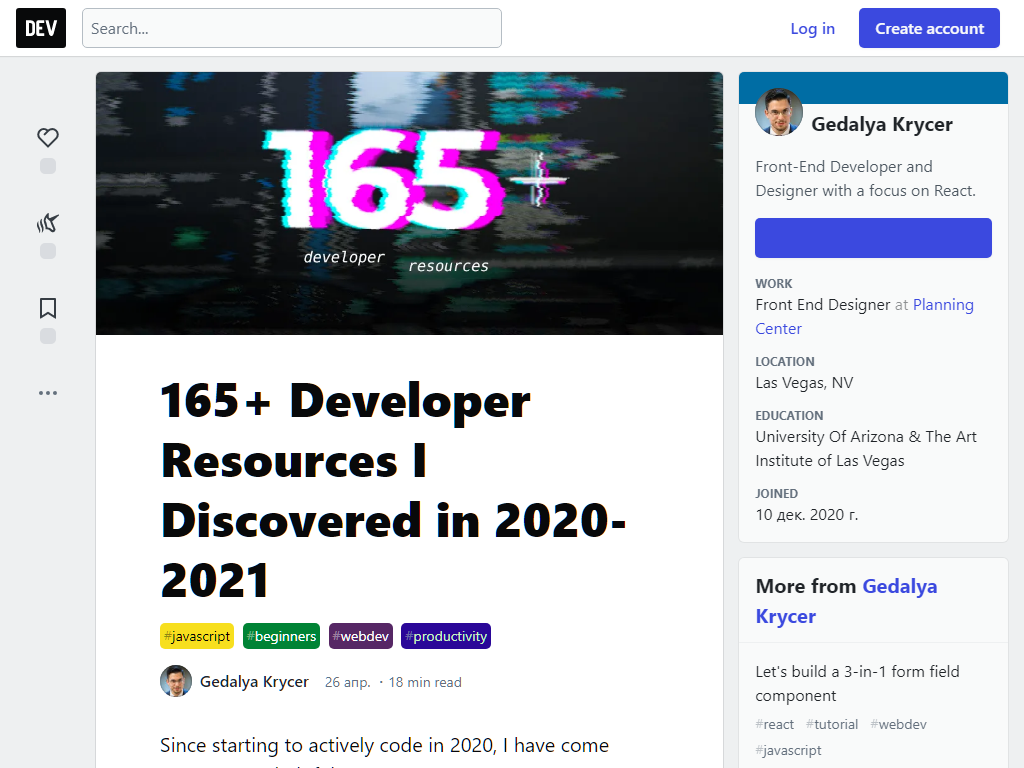 DEV
Search...
Log in
Create account
165+
developer
resources
165+ Developer
Resources I
Discovered in 2020-
2021
#javascript #beginners #webdev #productivity
Gedalya Krycer 26 апр. · 18 min read
Since starting to actively code in 2020, I have come
Gedalya Krycer
Front-End Developer and
Designer with a focus on React.
WORK
Front End Designer at Planning
Center
LOCATION
Las Vegas, NV
EDUCATION
University Of Arizona & The Art
Institute of Las Vegas
JOINED
10 дек. 2020 г.
More from Gedalya
Krycer
Let's build a 3-in-1 form field
component
#react #tutorial #webdev
#javascript